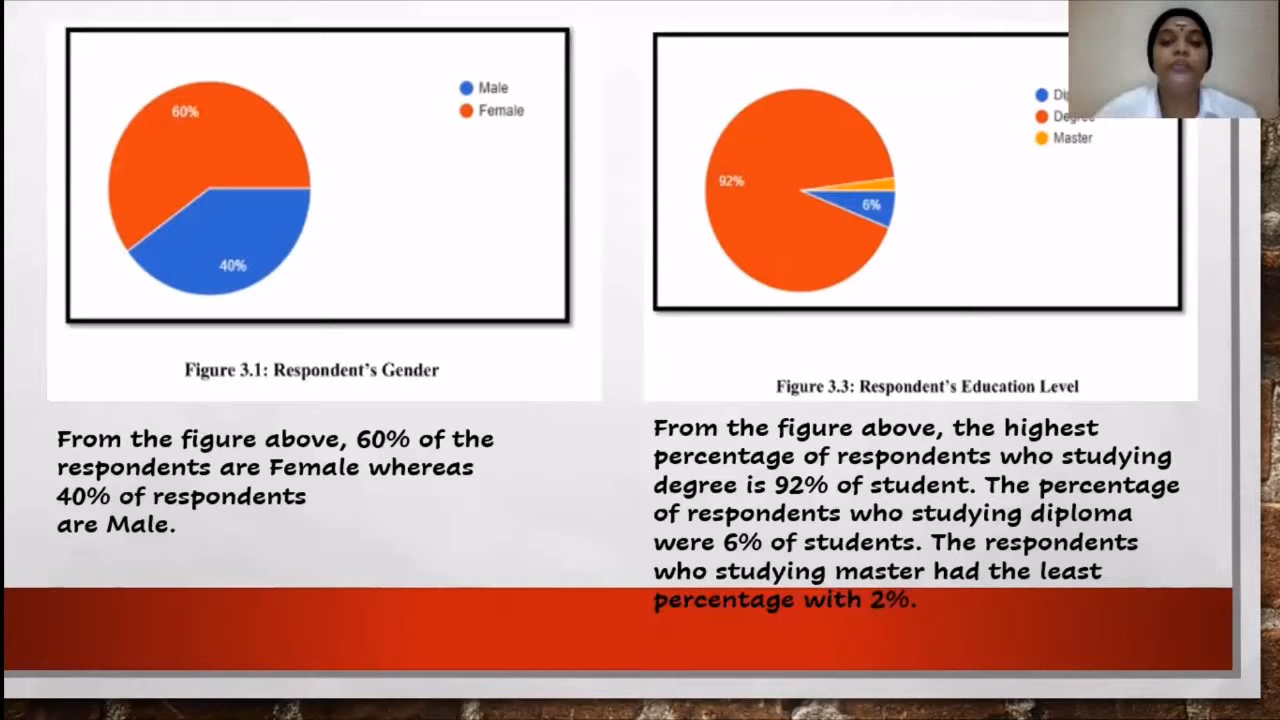 60%
40%
Male
Female
Figure 3.1: Respondent's Gender
From the figure above, 60% of the
respondents are Female whereas
40% of respondents
are Male.
92%
6%
Degree
Master
Figure 3.3: Respondent's Education Level
From the figure above, the highest
percentage of respondents who studying
degree is 92% of student. The percentage
of respondents who studying diploma
were 6% of students. The respondents
who studying master had the least
percentage with 2%.